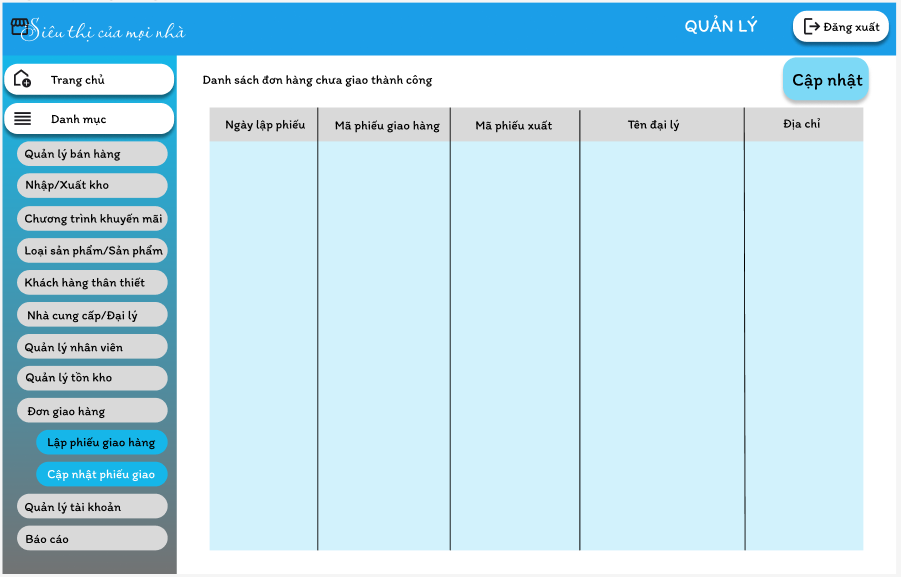 Siêu thị của mọi nhà
QUẢN LÝ
Đăng xuất
Trang chủ
Danh mục
Quản lý bán hàng
Nhập/Xuất kho
Chương trình khuyến mãi
Loại sản phẩm/Sản phẩm
Khách hàng thân thiết
Nhà cung cấp/Đại lý
Quản lý nhân viên
Quản lý tồn kho
Đơn giao hàng
Lập phiếu giao hàng
Cập nhật phiếu giao
Quản lý tài khoản
Báo cáo
Danh sách đơn hàng chưa giao thành công
Cập nhật
Ngày lập phiếu
Mã phiếu giao hàng
Mã phiếu xuất
Tên đại lý
Địa chỉ